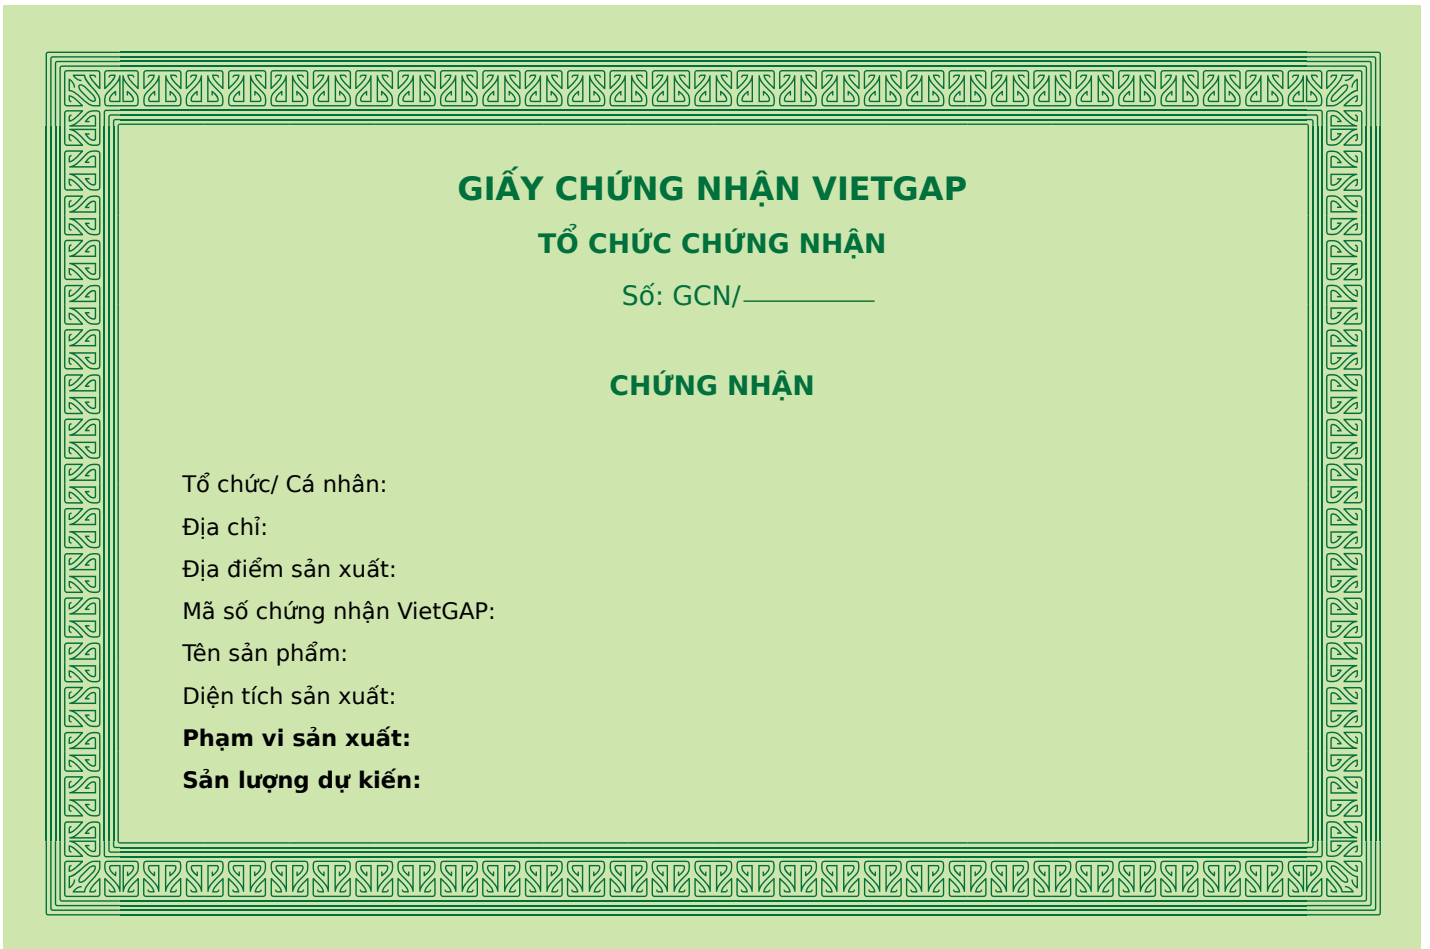 GIẤY CHỨNG NHẬN VIETGAP
TỔ CHỨC CHỨNG NHẬN
Số: GCN/__________
CHỨNG NHẬN
Tổ chức/ Cá nhân:
Địa chỉ:
Địa điểm sản xuất:
Mã số chứng nhận VietGAP:
Tên sản phẩm:
Diện tích sản xuất:
Phạm vi sản xuất:
Sản lượng dự kiến: